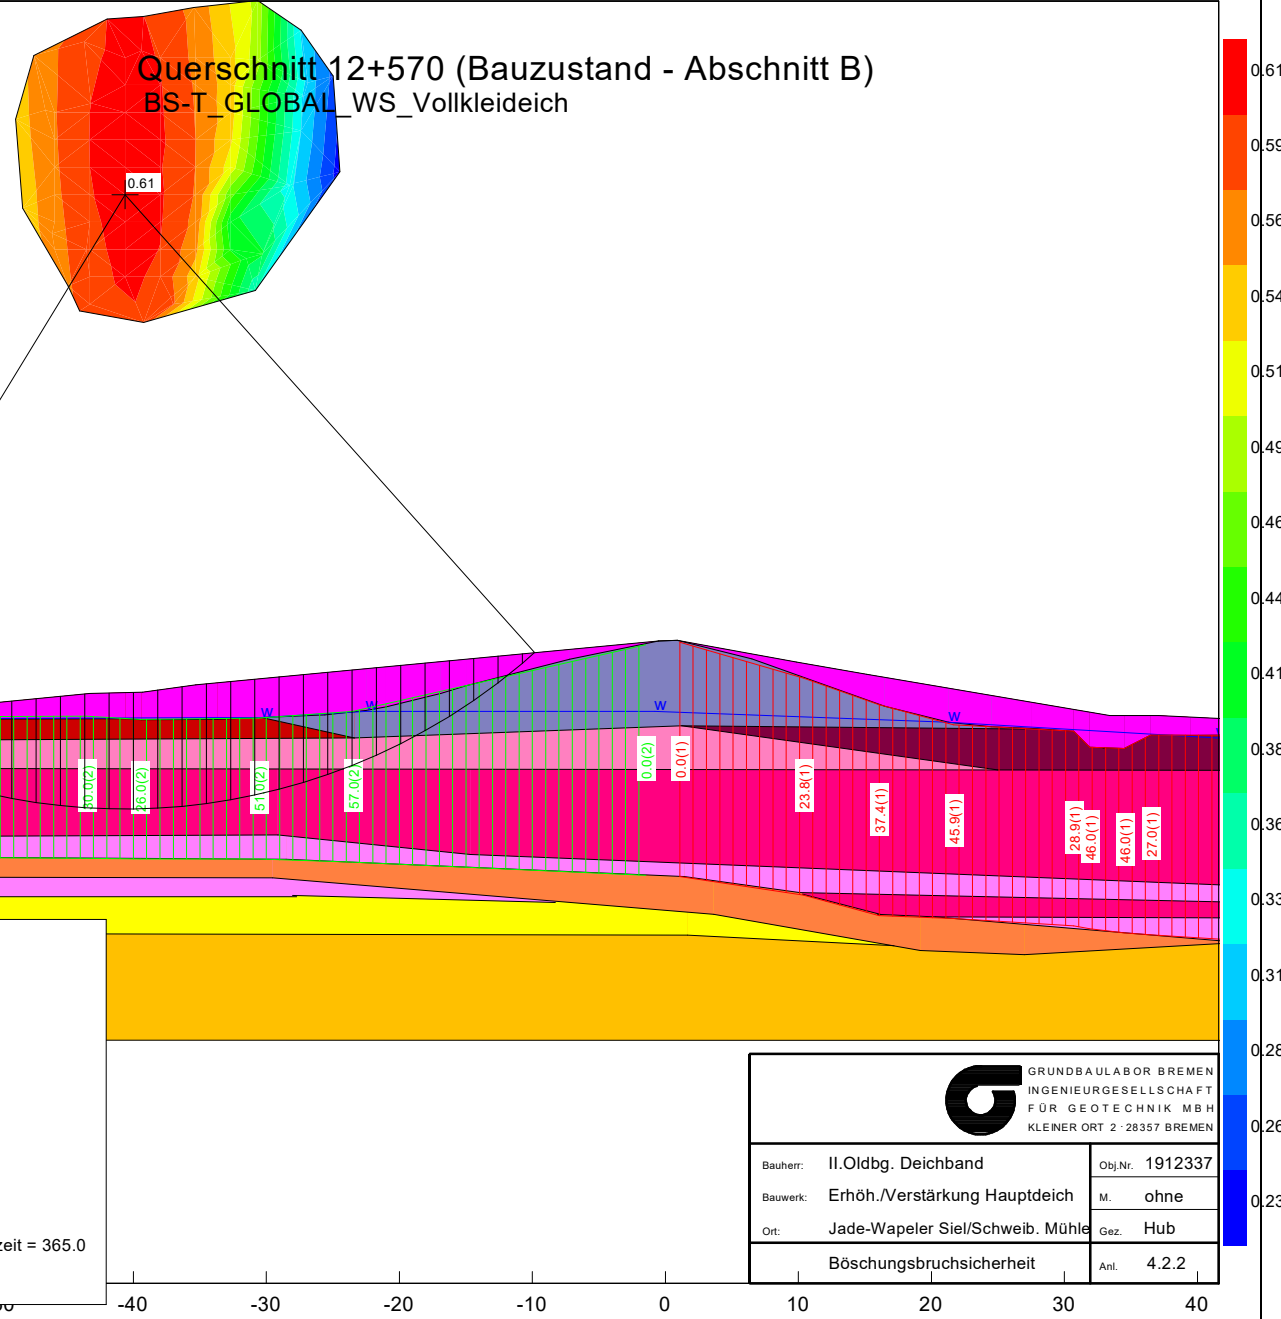 Querschnitt 12+570 (Bauzustand - Abschnitt B)
BS-T_GLOBAL_WS_Vollkleideich
0.61
0.61
0.59
0.56
0.54
0.51
0.49
0.46
0.44
0.41
0.38
0.36
0.33
0.31
0.28
0.26
0.23
w
w
w
w
30.0(2)
26.0(2)
51.0(2)
57.0(2)
0.0(2)
0.0(1)
23.8(1)
37.4(1)
45.9(1)
28.9(1)
46.0(1)
46.0(1)
27.0(1)
GRUNDBAULABOR BREMEN
INGENIEURGESELLSCHAFT
FÜR GEOTECHNIK MBH
KLEINER ORT 2 · 28357 BREMEN
Bauherr: II.Oldbg. Deichband Obj.Nr. 1912337
Bauwerk: Erhöh./Verstärkung Hauptdeich M. ohne
Ort: Jade-Wapeler Siel/Schweib. Mühle Gez. Hub
Böschungsbruchsicherheit Anl. 4.2.2
zeit = 365.0
-40 -30 -20 -10 0 10 20 30 40